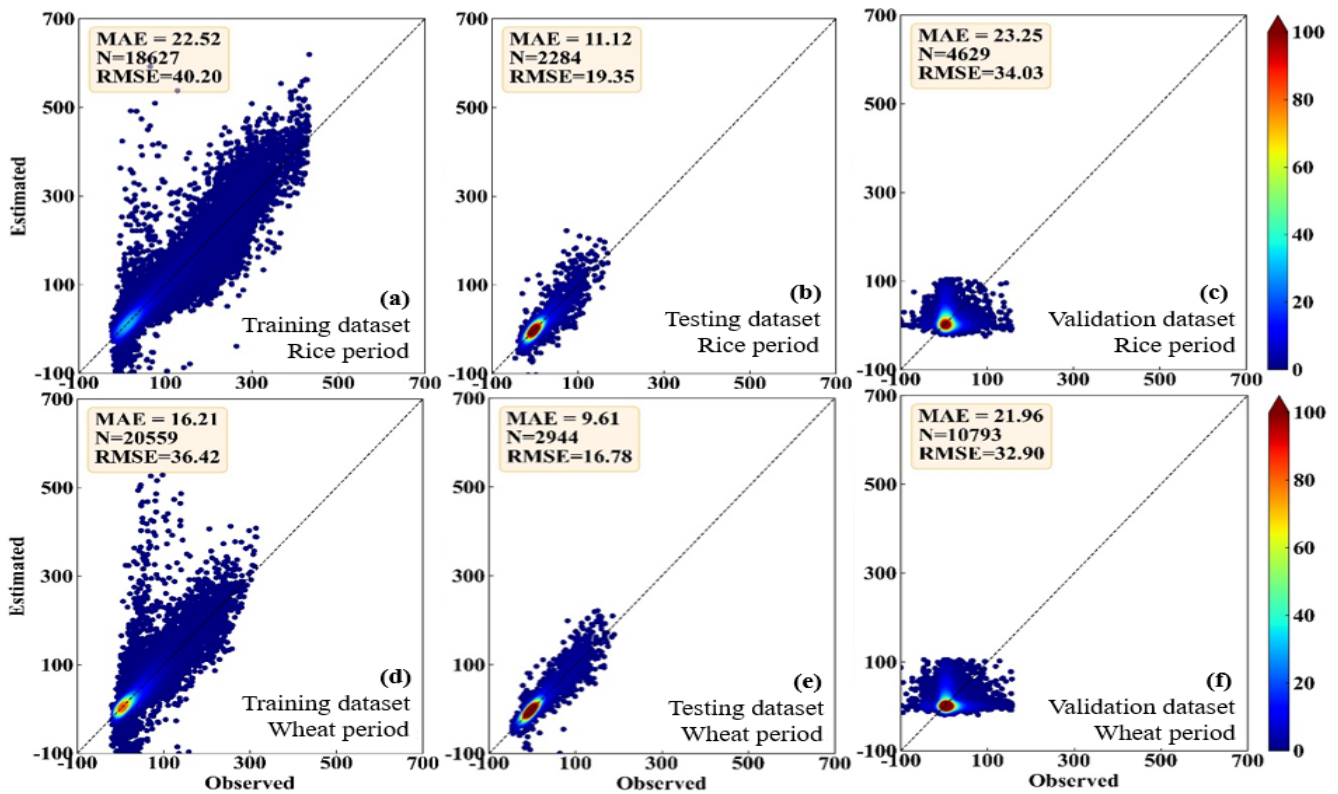 700
500
300
100
-100
Estimated
MAE = 22.52
N=18627
RMSE=40.20
(a)
Training dataset
Rice period
-100
100
300
500
700
700
500
300
100
-100
MAE = 11.12
N=2284
RMSE=19.35
(b)
Testing dataset
Rice period
-100
100
300
500
700
700
500
300
100
-100
MAE = 23.25
N=4629
RMSE=34.03
(c)
Validation dataset
Rice period
-100
100
300
500
700
100
80
60
40
20
0
700
500
300
100
-100
Estimated
MAE = 16.21
N=20559
RMSE=36.42
(d)
Training dataset
Wheat period
-100
100
300
500
700
Observed
700
500
300
100
-100
MAE = 9.61
N=2944
RMSE=16.78
(e)
Testing dataset
Wheat period
-100
100
300
500
700
Observed
700
500
300
100
-100
MAE = 21.96
N=10793
RMSE=32.90
(f)
Validation dataset
Wheat period
-100
100
300
500
700
Observed
100
80
60
40
20
0